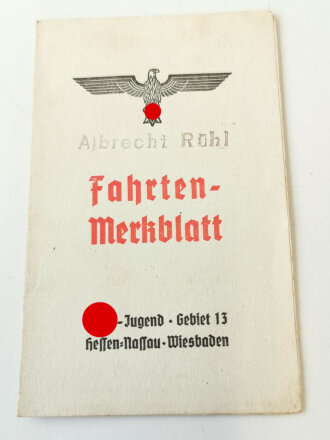 Albrecht Rühl
Fahrten-
Merkblatt
-Jugend · Gebiet 13
Hessen-Nassau · Wiesbaden